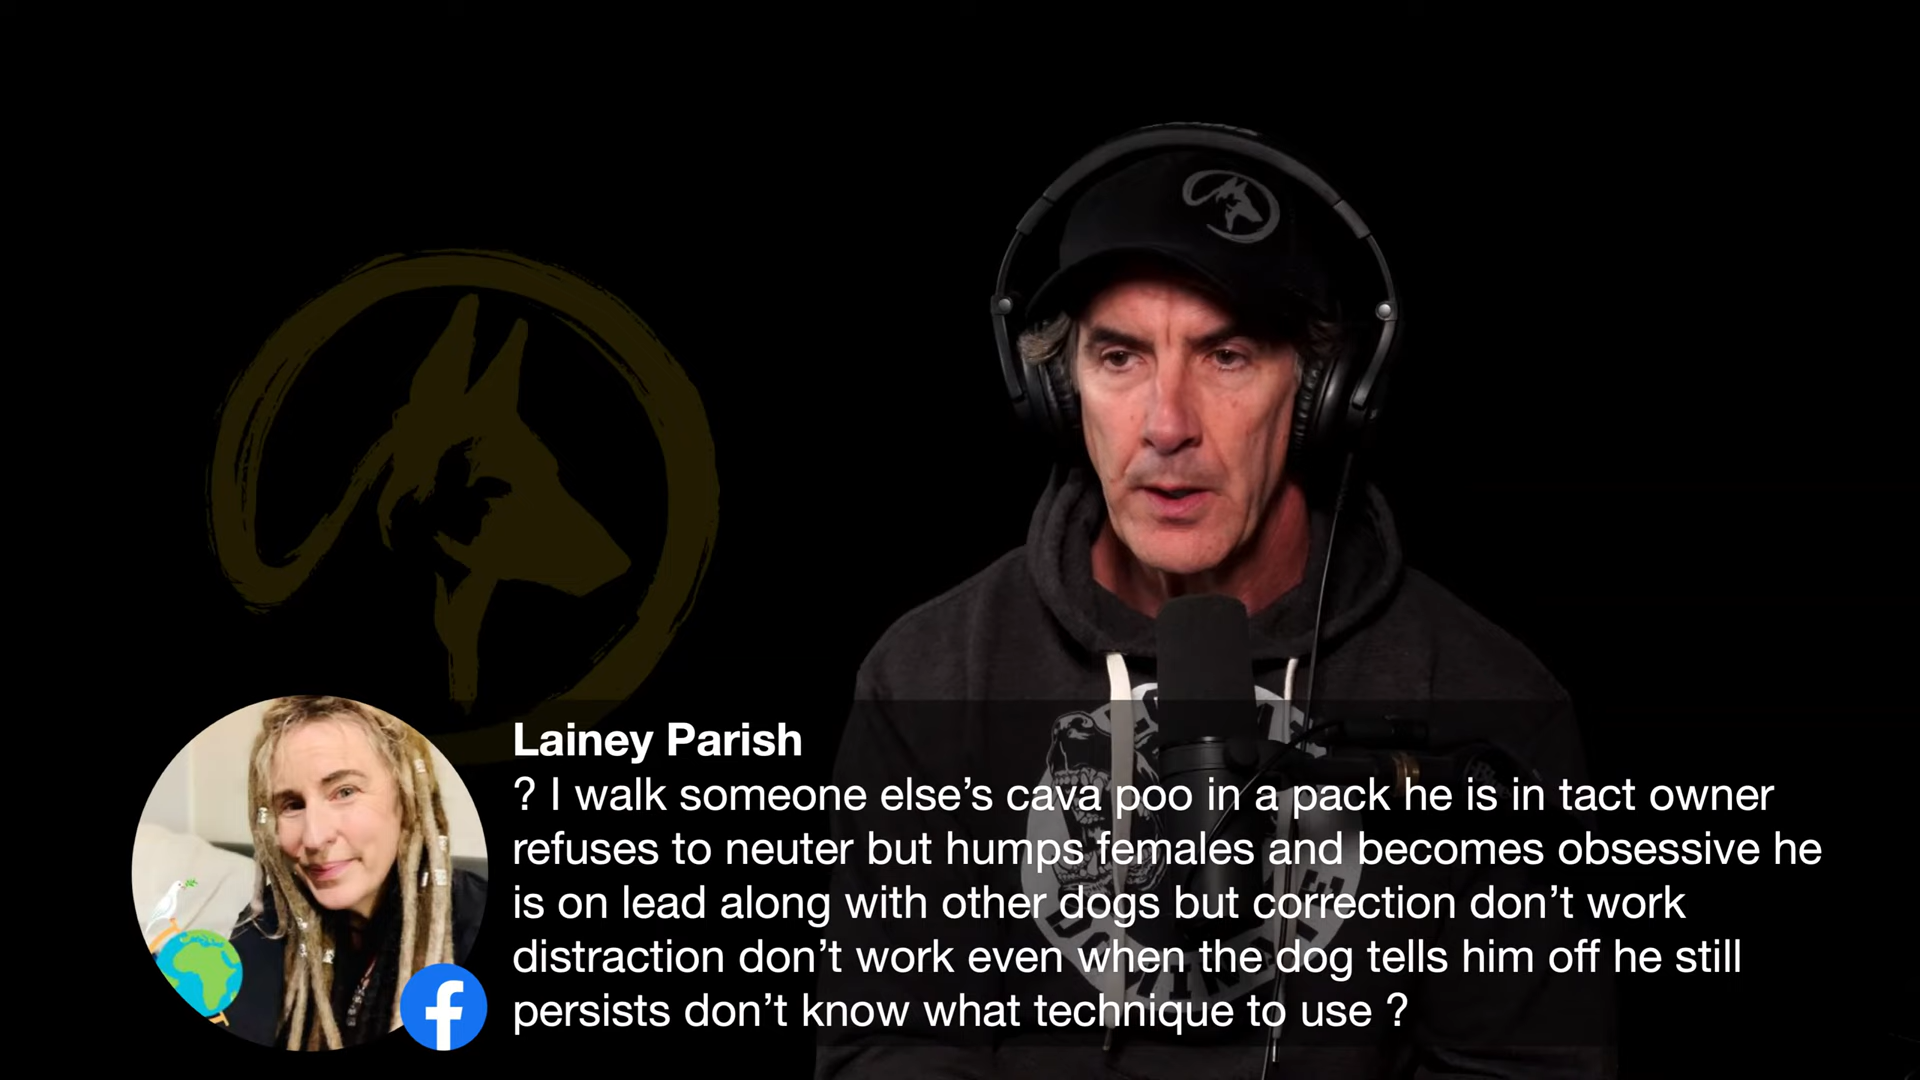 Lainey Parish
? I walk someone else’s cava poo in a pack he is in tact owner
refuses to neuter but humps females and becomes obsessive he
is on lead along with other dogs but correction don’t work
distraction don’t work even when the dog tells him off he still
persists don’t know what technique to use ?